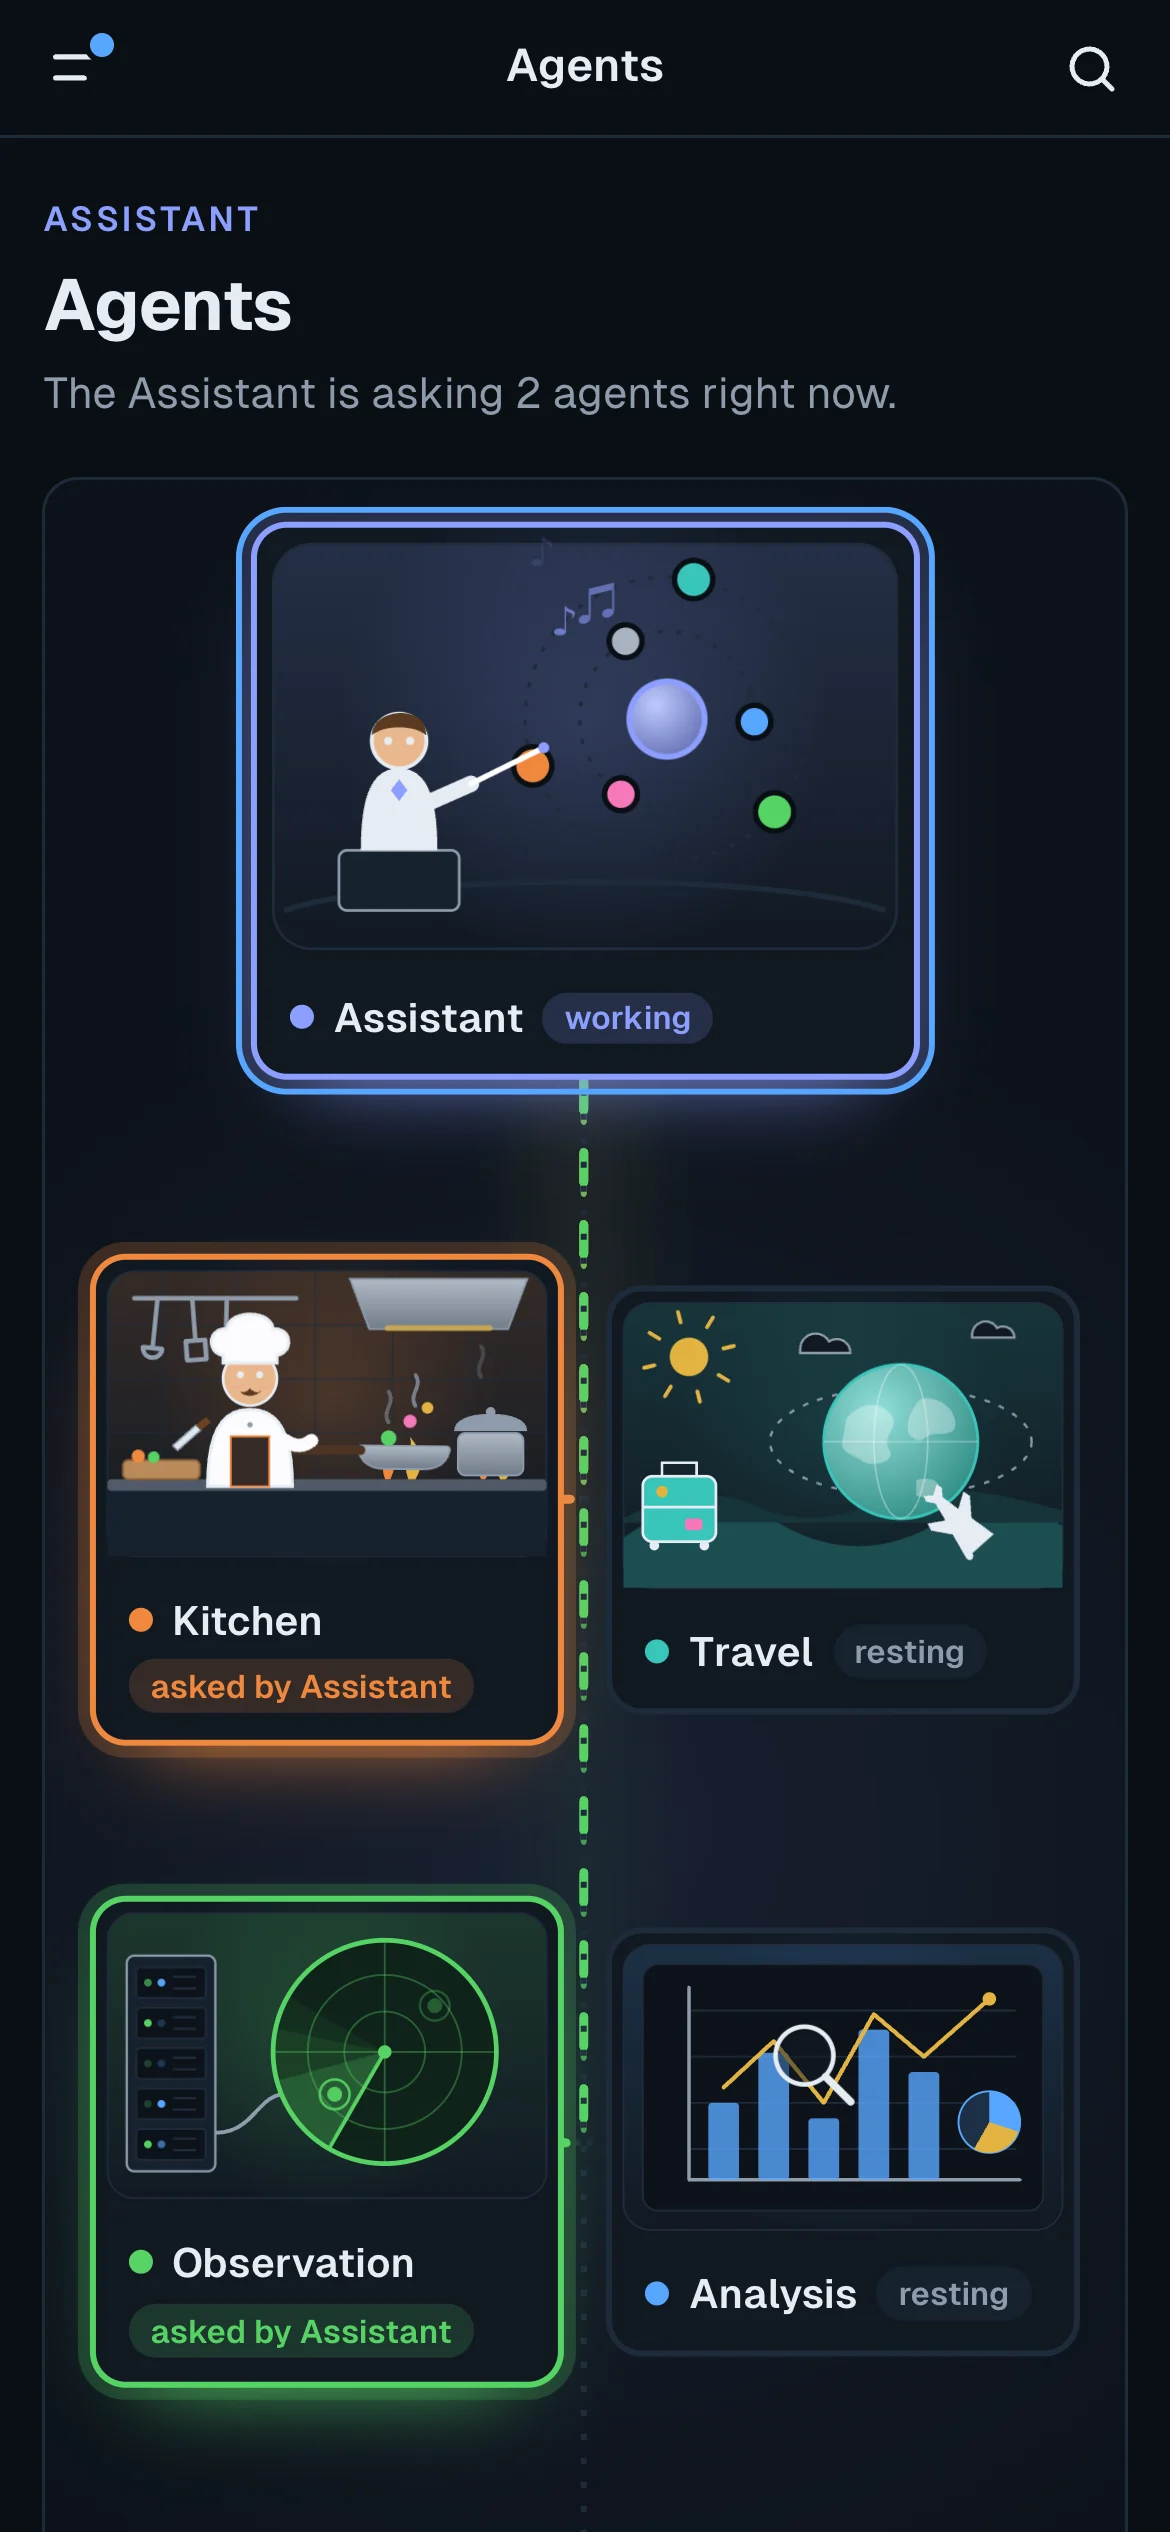 Agents
ASSISTANT
Agents
The Assistant is asking 2 agents right now.
Assistant working
Kitchen
asked by Assistant
Travel resting
Observation
asked by Assistant
Analysis resting